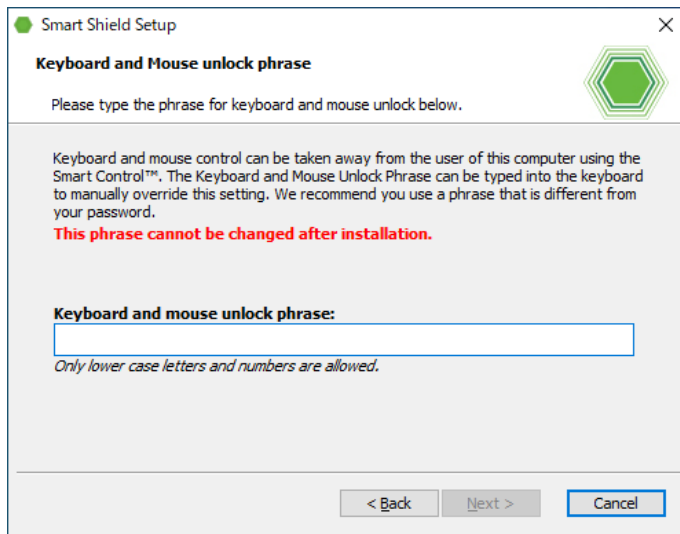 Smart Shield Setup
Keyboard and Mouse unlock phrase
Please type the phrase for keyboard and mouse unlock below.
Keyboard and mouse control can be taken away from the user of this computer using the
Smart Control™. The Keyboard and Mouse Unlock Phrase can be typed into the keyboard
to manually override this setting. We recommend you use a phrase that is different from
your password.
This phrase cannot be changed after installation.
Keyboard and mouse unlock phrase:
Only lower case letters and numbers are allowed.
< Back
Next >
Cancel